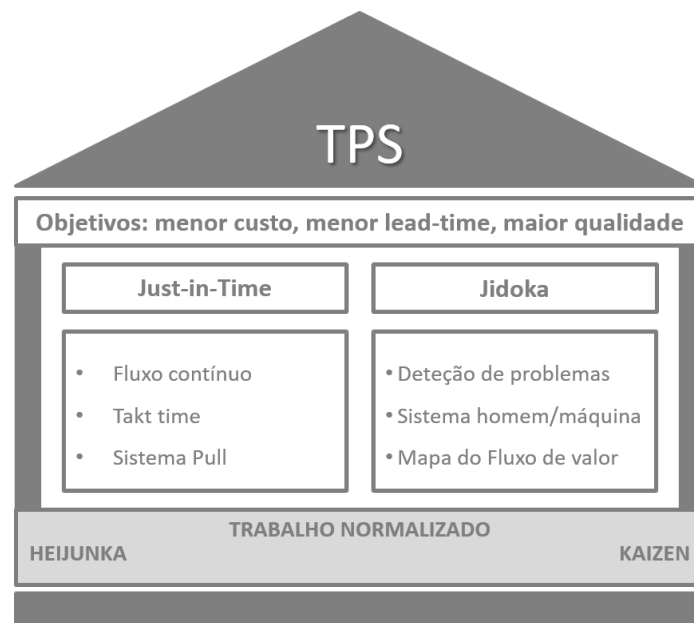 TPS
Objetivos: menor custo, menor lead-time, maior qualidade
Just-in-Time
• Fluxo contínuo
• Takt time
• Sistema Pull
Jidoka
• Deteção de problemas
• Sistema homem/máquina
• Mapa do Fluxo de valor
TRABALHO NORMALIZADO
HEIJUNKA
KAIZEN